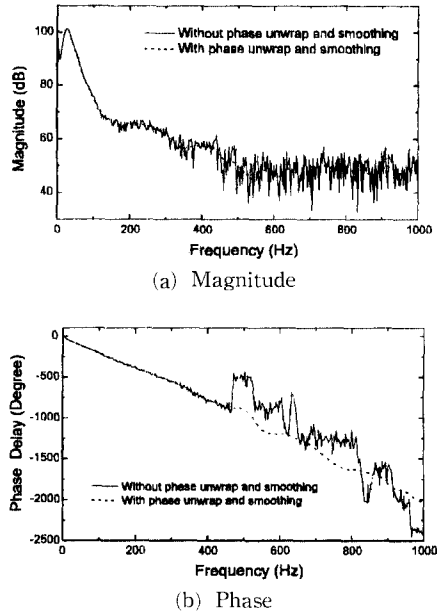 100
80
60
40
Magnitude (dB)
Without phase unwrap and smoothing
With phase unwrap and smoothing
0
200
400
600
800
1000
Frequency (Hz)
(a) Magnitude
0
-500
-1000
-1500
-2000
-2500
Phase Delay (Degree)
Without phase unwrap and smoothing
With phase unwrap and smoothing
0
200
400
600
800
1000
Frequency (Hz)
(b) Phase